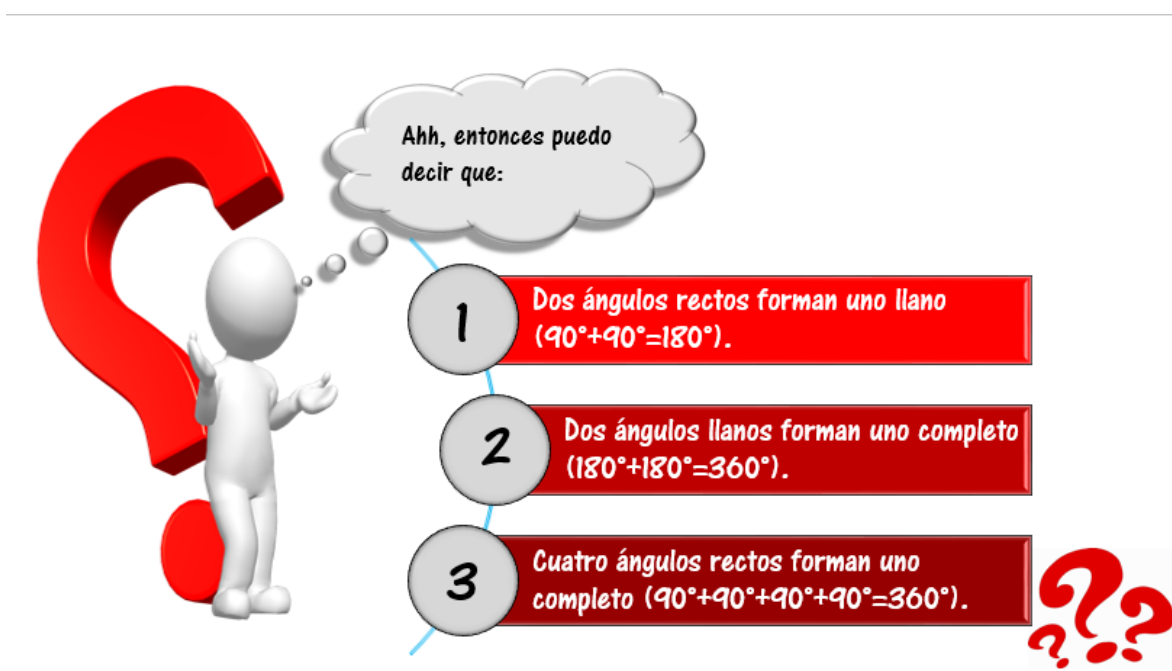 Ahh, entonces puedo
decir que:
1
Dos ángulos rectos forman uno llano
(90°+90°=180°).
2
Dos ángulos llanos forman uno completo
(180°+180°=360°).
3
Cuatro ángulos rectos forman uno
completo (90°+90°+90°+90°=360°).
???